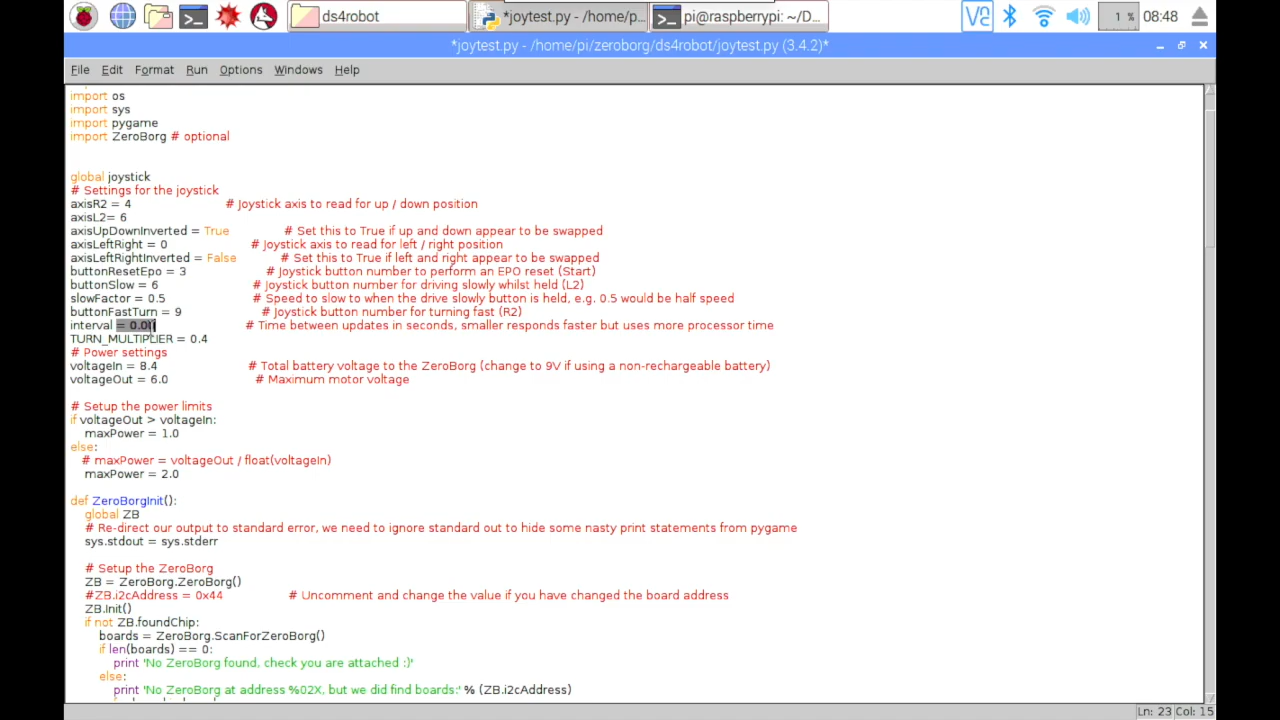 ds4robot
*joytest.py - /home/p...
pi@raspberrypi: ~/D...
1 %
08:48
*joytest.py - /home/pi/zeroborg/ds4robot/joytest.py (3.4.2)*
File Edit Format Run Options Windows Help
import os
import sys
import pygame
import ZeroBorg # optional
global joystick
# Settings for the joystick
axisR2 = 4 # Joystick axis to read for up / down position
axisL2= 6
axisUpDownInverted = True # Set this to True if up and down appear to be swapped
axisLeftRight = 0 # Joystick axis to read for left / right position
axisLeftRightInverted = False # Set this to True if left and right appear to be swapped
buttonResetEpo = 3 # Joystick button number to perform an EPO reset (Start)
buttonSlow = 6 # Joystick button number for driving slowly whilst held (L2)
slowFactor = 0.5 # Speed to slow to when the drive slowly button is held, e.g. 0.5 would be half speed
buttonFastTurn = 9 # Joystick button number for turning fast (R2)
interval = # Time between updates in seconds, smaller responds faster but uses more processor time
TURN_MULTIPLIER = 0.4
# Power settings
voltageIn = 8.4 # Total battery voltage to the ZeroBorg (change to 9V if using a non-rechargeable battery)
voltageOut = 6.0 # Maximum motor voltage
# Setup the power limits
if voltageOut > voltageIn:
maxPower = 1.0
else:
# maxPower = voltageOut / float(voltageIn)
maxPower = 2.0
def ZeroBorgInit():
global ZB
# Re-direct our output to standard error, we need to ignore standard out to hide some nasty print statements from pygame
sys.stdout = sys.stderr
# Setup the ZeroBorg
ZB = ZeroBorg.ZeroBorg()
#ZB.i2cAddress = 0x44 # Uncomment and change the value if you have changed the board address
ZB.Init()
if not ZB.foundChip:
boards = ZeroBorg.ScanForZeroBorg()
if len(boards) == 0:
print 'No ZeroBorg found, check you are attached :)'
else:
print 'No ZeroBorg at address %02X, but we did find boards:' % (ZB.i2cAddress)
Ln: 23 Col: 15